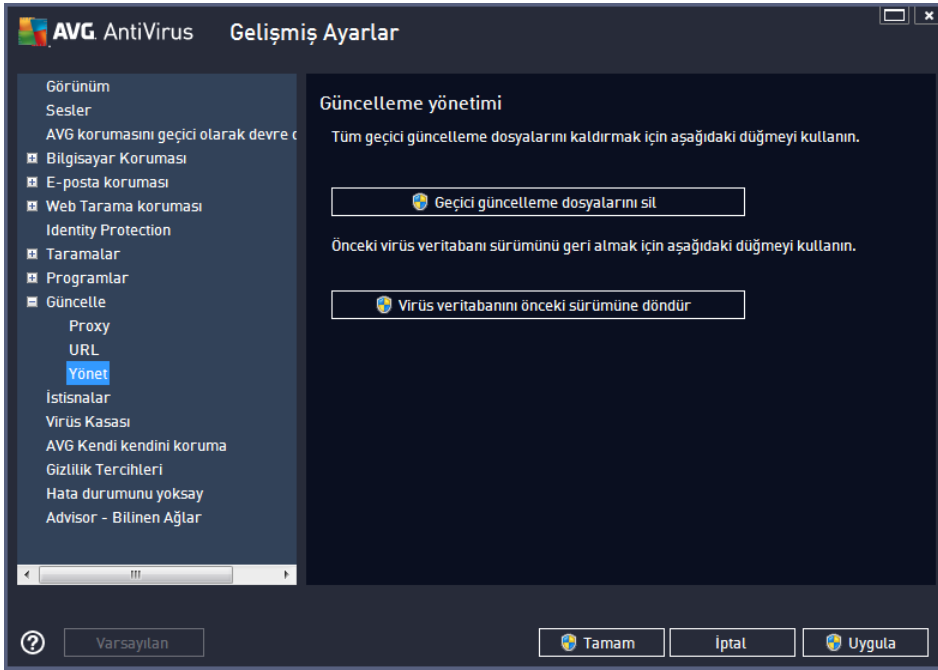 AVG. AntiVirus Gelişmiş Ayarlar
Görünüm
Sesler
AVG korumasını geçici olarak devre d
Bilgisayar Koruması
E-posta koruması
Web Tarama koruması
Identity Protection
Taramalar
Programlar
Güncelle
Proxy
URL
Yönet
İstisnalar
Virüs Kasası
AVG Kendi kendini koruma
Gizlilik Tercihleri
Hata durumunu yoksay
Advisor - Bilinen Ağlar
Güncelleme yönetimi
Tüm geçici güncelleme dosyalarını kaldırmak için aşağıdaki düğmeyi kullanın.
Geçici güncelleme dosyalarını sil
Önceki virüs veritabanı sürümünü geri almak için aşağıdaki düğmeyi kullanın.
Virüs veritabanını önceki sürümüne döndür
Varsayılan
Tamam
İptal
Uygula